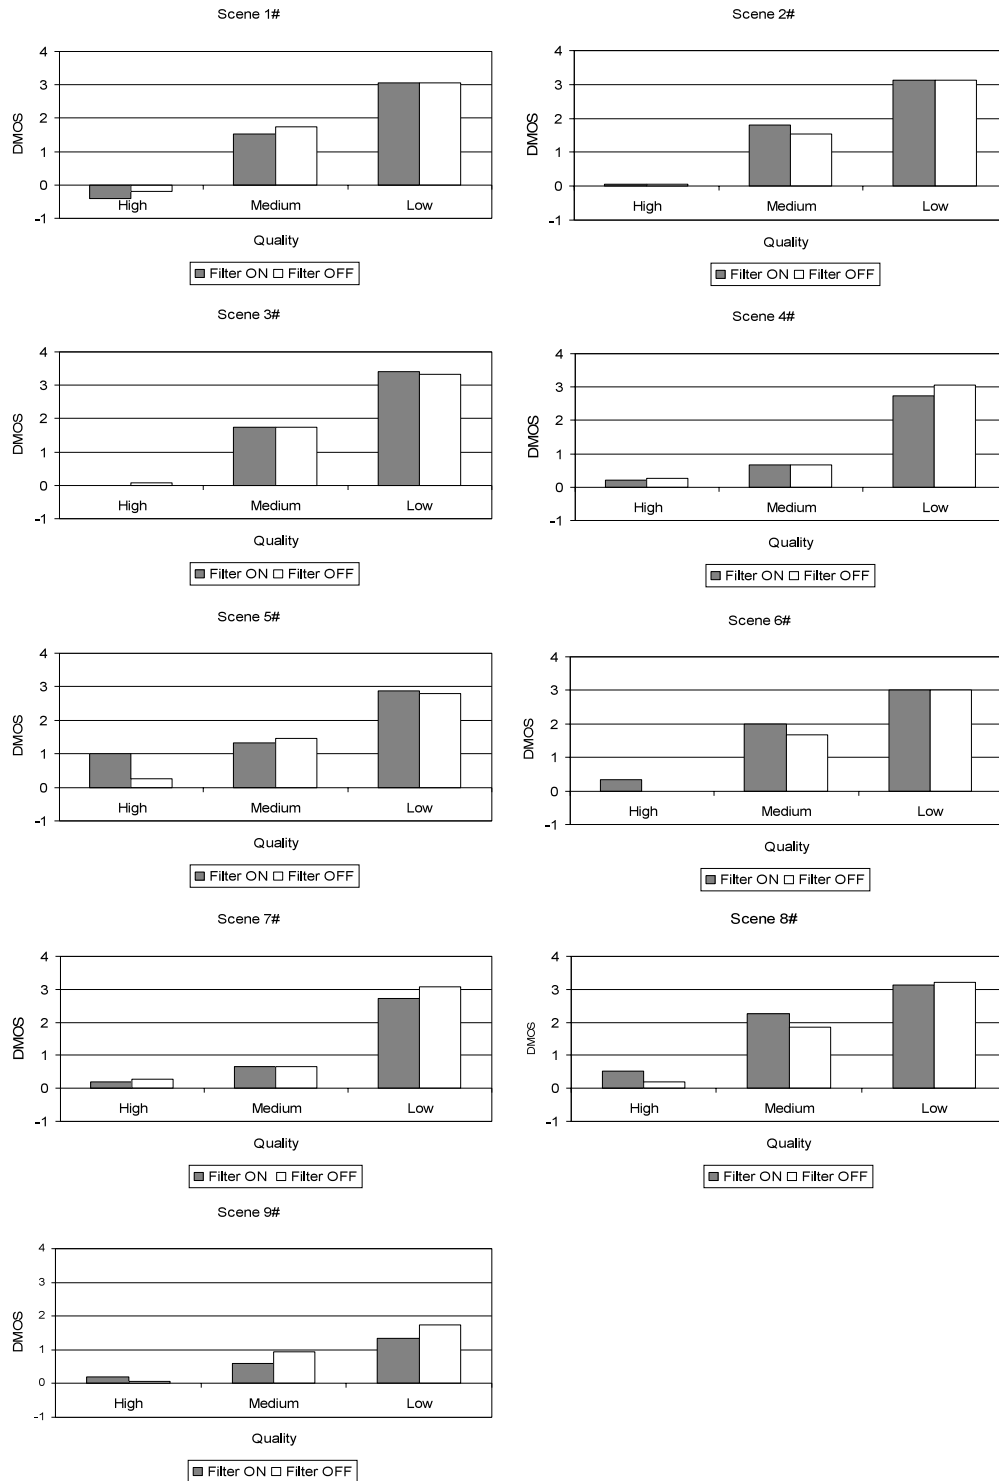 Scene 1#
4
3
2
1
0
-1
DMOS
High Medium Low
Quality
Filter ON Filter OFF
Scene 2#
4
3
2
1
0
-1
DMOS
High Medium Low
Quality
Filter ON Filter OFF
Scene 3#
4
3
2
1
0
-1
DMOS
High Medium Low
Quality
Filter ON Filter OFF
Scene 4#
4
3
2
1
0
-1
DMOS
High Medium Low
Quality
Filter ON Filter OFF
Scene 5#
4
3
2
1
0
-1
DMOS
High Medium Low
Quality
Filter ON Filter OFF
Scene 6#
4
3
2
1
0
-1
DMOS
High Medium Low
Quality
Filter ON Filter OFF
Scene 7#
4
3
2
1
0
-1
DMOS
High Medium Low
Quality
Filter ON Filter OFF
Scene 8#
4
3
2
1
0
-1
DMOS
High Medium Low
Quality
Filter ON Filter OFF
Scene 9#
4
3
2
1
0
-1
DMOS
High Medium Low
Quality
Filter ON Filter OFF